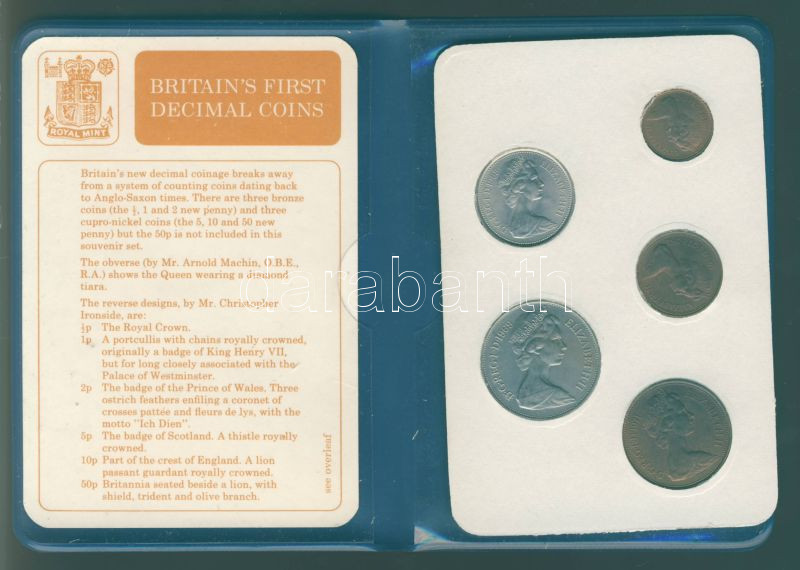 ROYAL MINT
BRITAIN'S FIRST
DECIMAL COINS
Britain's new decimal coinage breaks away
from a system of counting coins dating back
to Anglo-Saxon times. There are three bronze
coins (the ½, 1 and 2 new penny) and three
cupro-nickel coins (the 5, 10 and 50 new
penny) but the 50p is not included in this
souvenir set.
The obverse (by Mr. Arnold Machin, O.B.E.,
R.A.) shows the Queen wearing a diamond
tiara.
The reverse designs, by Mr. Christopher
Ironside, are:
½p The Royal Crown.
1p A portcullis with chains royally crowned,
originally a badge of King Henry VII,
but for long closely associated with the
Palace of Westminster.
2p The badge of the Prince of Wales. Three
ostrich feathers enfiling a coronet of
crosses pattée and fleurs de lys, with the
motto "Ich Dien".
5p The badge of Scotland. A thistle royally
crowned.
10p Part of the crest of England. A lion
passant guardant royally crowned.
50p Britannia seated beside a lion, with
shield, trident and olive branch.
see overleaf
ELIZABETH II
D·G·REG·F·D·1968
ELIZABETH II
darabanth